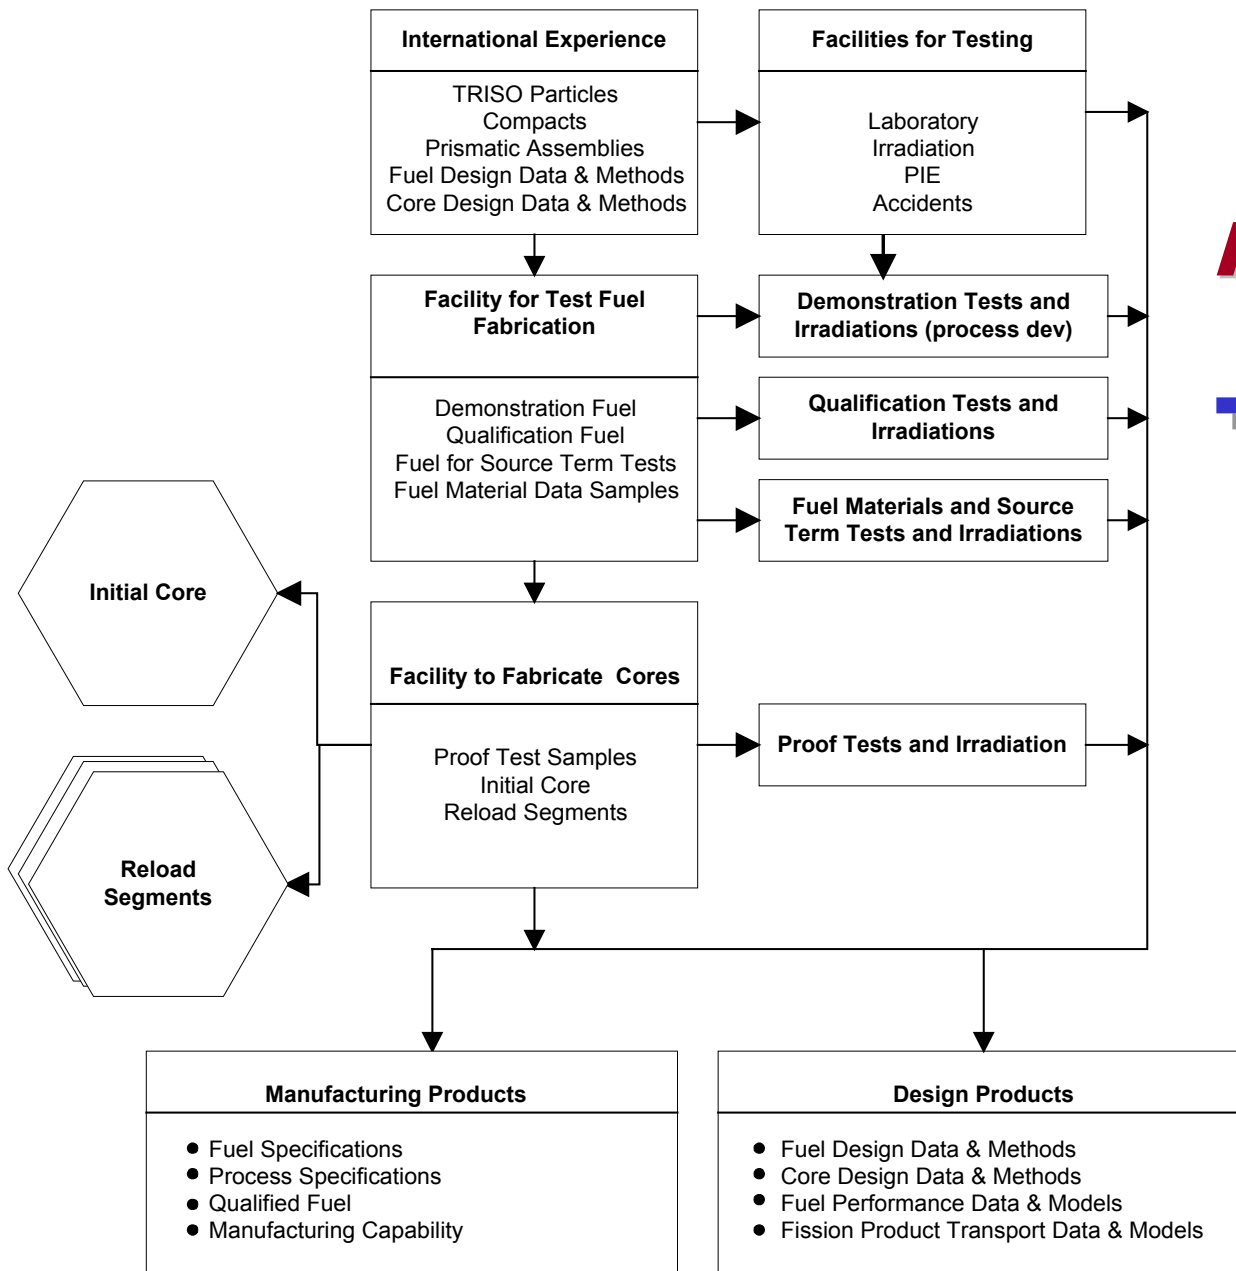 International Experience
TRISO Particles
Compacts
Prismatic Assemblies
Fuel Design Data & Methods
Core Design Data & Methods
Facilities for Testing
Laboratory
Irradiation
PIE
Accidents
Facility for Test Fuel
Fabrication
Demonstration Fuel
Qualification Fuel
Fuel for Source Term Tests
Fuel Material Data Samples
Demonstration Tests and
Irradiations (process dev)
Qualification Tests and
Irradiations
Fuel Materials and Source
Term Tests and Irradiations
Initial Core
Facility to Fabricate Cores
Proof Test Samples
Initial Core
Reload Segments
Proof Tests and Irradiation
Reload
Segments
Manufacturing Products
● Fuel Specifications
● Process Specifications
● Qualified Fuel
● Manufacturing Capability
Design Products
● Fuel Design Data & Methods
● Core Design Data & Methods
● Fuel Performance Data & Models
● Fission Product Transport Data & Models